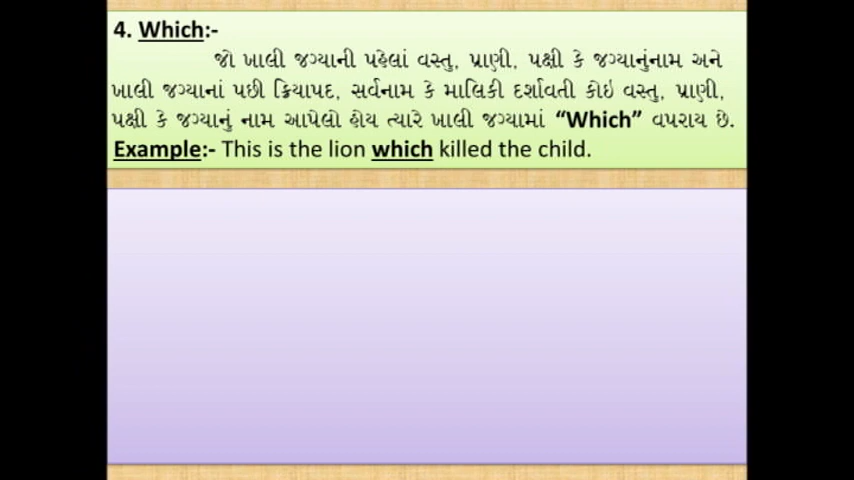 4. Which:-
જો ખાલી જગ્યાની પહેલાં વસ્તુ, પ્રાણી, પક્ષી કે જગ્યાનુંનામ અને
ખાલી જગ્યાનાં પછી ક્રિયાપદ, સર્વનામ કે માલિકી દર્શાવતી કોઇ વસ્તુ, પ્રાણી,
પક્ષી કે જગ્યાનું નામ આપેલો હોય ત્યારે ખાલી જગ્યામાં “Which” વપરાય છે.
Example:- This is the lion which killed the child.